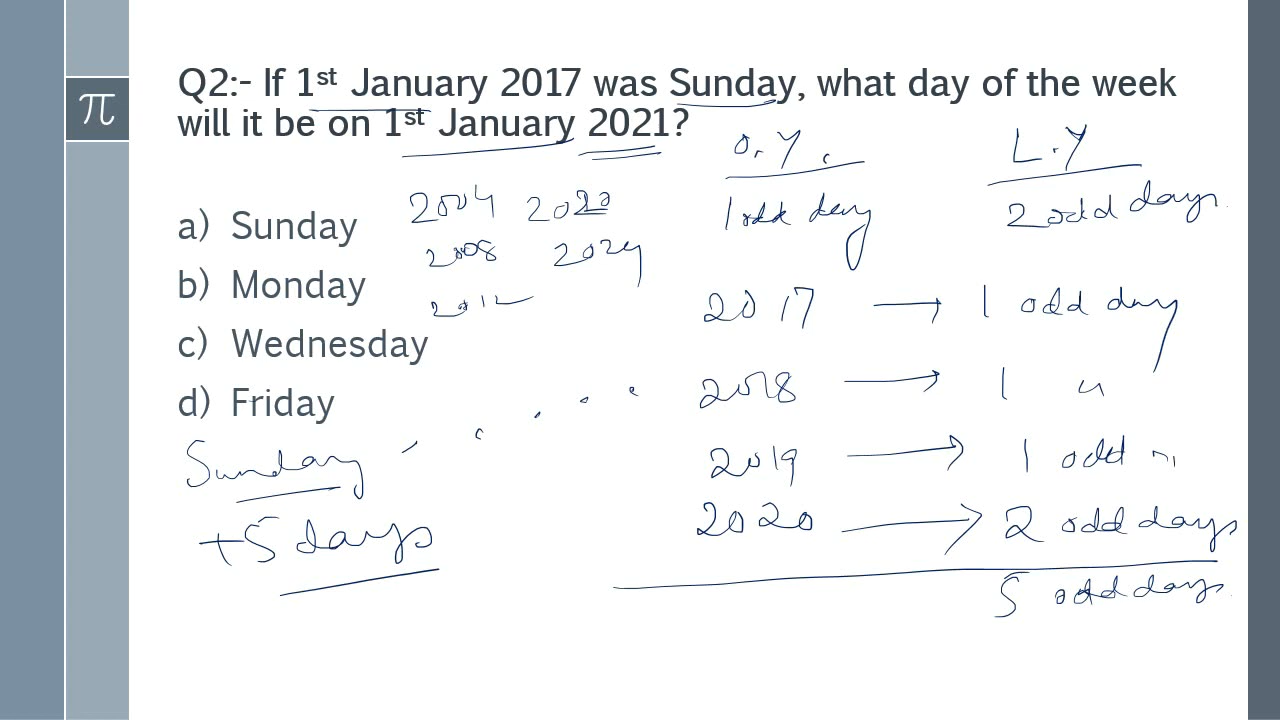 π
Q2:- If 1st January 2017 was Sunday, what day of the week
will it be on 1st January 2021?
O.Y. L.Y
1 odd day 2 odd days
2004 2020
2008 2024
2012
a) Sunday
b) Monday
c) Wednesday
d) Friday
2017 → 1 odd day
2018 → 1 "
2019 → 1 odd "
2020 → 2 odd days
5 odd days
Sunday
+5 days